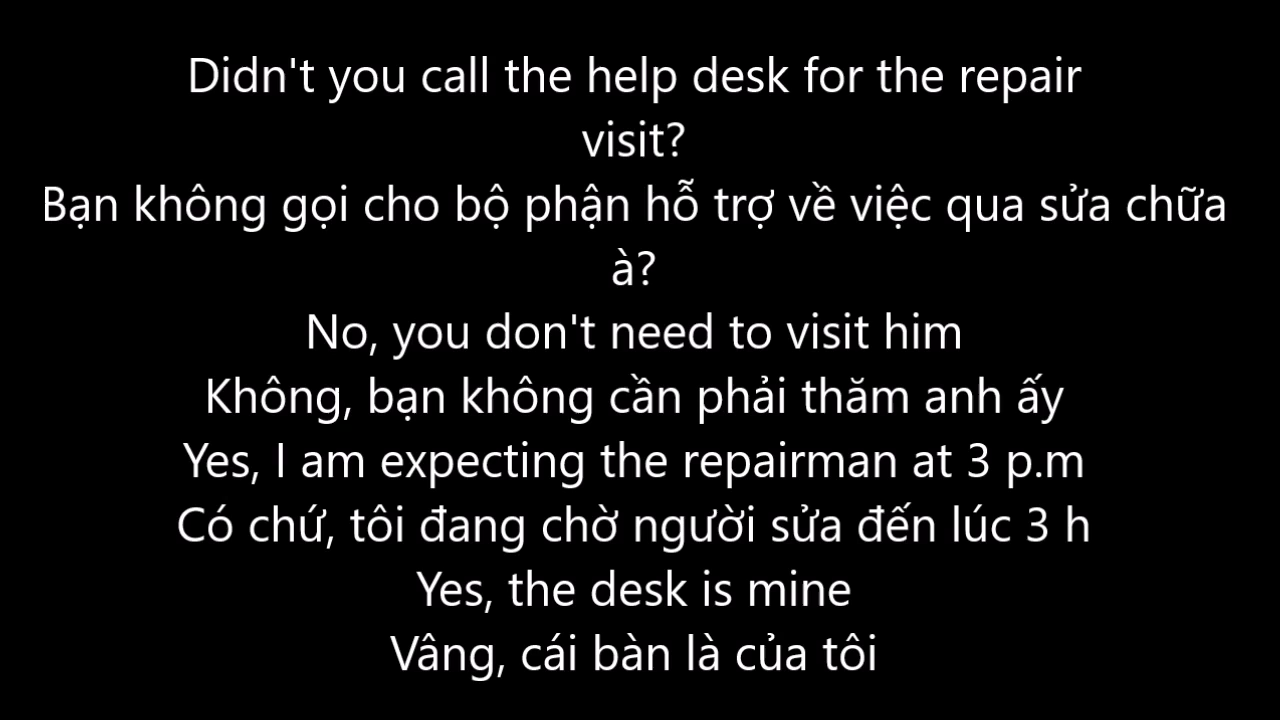 Didn't you call the help desk for the repair
visit?
Bạn không gọi cho bộ phận hỗ trợ về việc qua sửa chữa
à?
No, you don't need to visit him
Không, bạn không cần phải thăm anh ấy
Yes, I am expecting the repairman at 3 p.m
Có chứ, tôi đang chờ người sửa đến lúc 3 h
Yes, the desk is mine
Vâng, cái bàn là của tôi